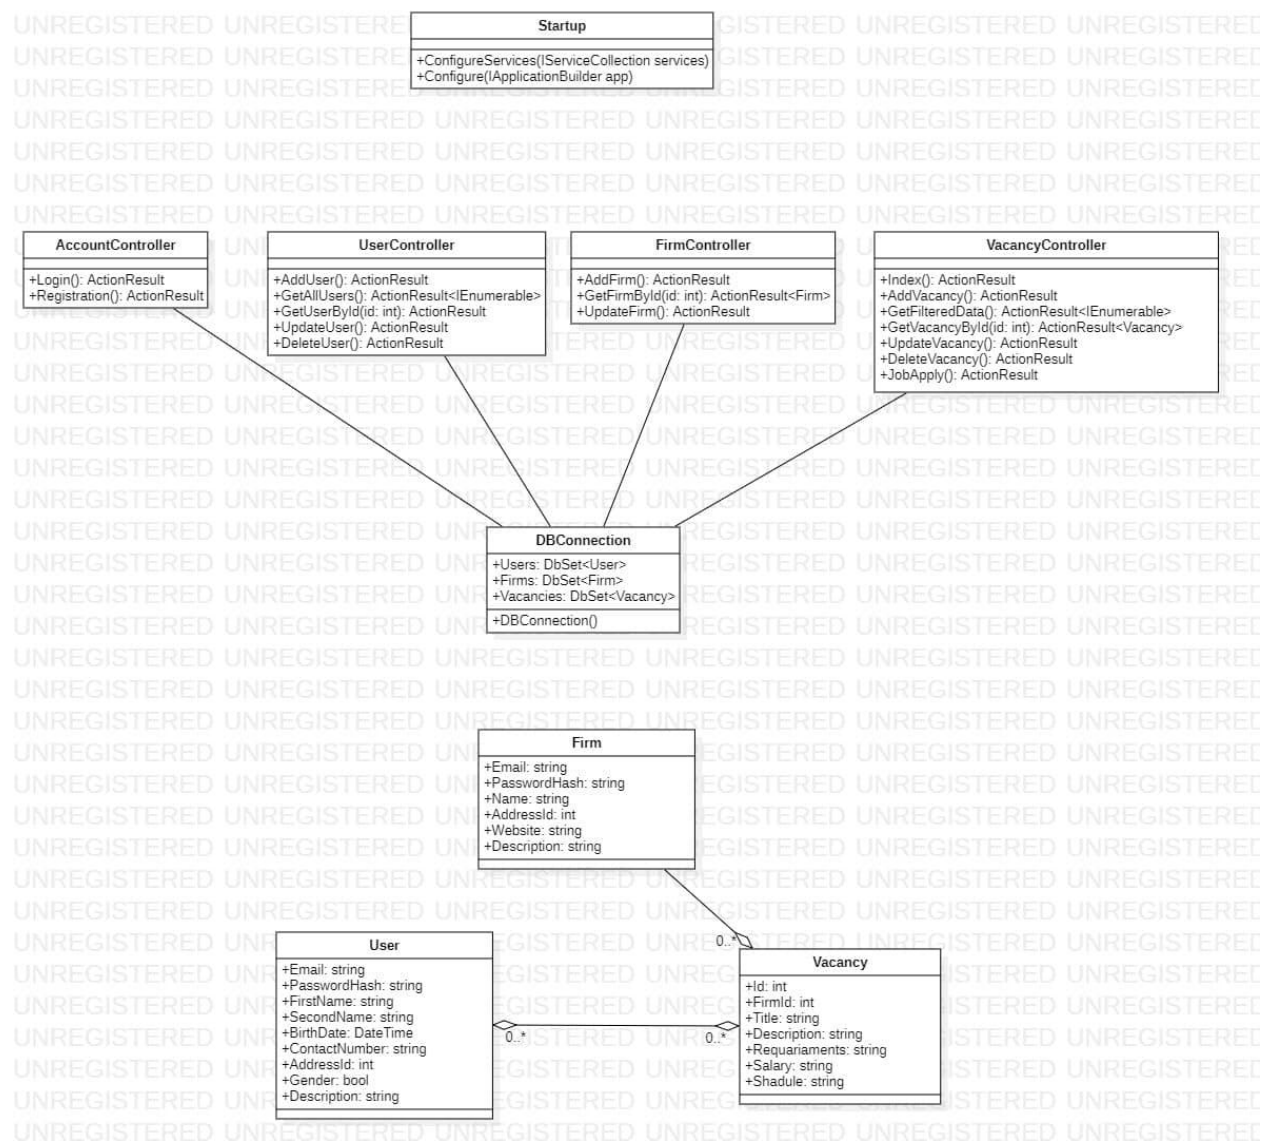 Startup
+ConfigureServices(IServiceCollection services)
+Configure(IApplicationBuilder app)
AccountController
+Login(): ActionResult
+Registration(): ActionResult
UserController
+AddUser(): ActionResult
+GetAllUsers(): ActionResult<IEnumerable>
+GetUserById(id: int): ActionResult
+UpdateUser(): ActionResult
+DeleteUser(): ActionResult
FirmController
+AddFirm(): ActionResult
+GetFirmById(id: int): ActionResult<Firm>
+UpdateFirm(): ActionResult
VacancyController
+Index(): ActionResult
+AddVacancy(): ActionResult
+GetFilteredData(): ActionResult<IEnumerable>
+GetVacancyById(id: int): ActionResult<Vacancy>
+UpdateVacancy(): ActionResult
+DeleteVacancy(): ActionResult
+JobApply(): ActionResult
DBConnection
+Users: DbSet<User>
+Firms: DbSet<Firm>
+Vacancies: DbSet<Vacancy>
+DBConnection()
Firm
+Email: string
+PasswordHash: string
+Name: string
+AddressId: int
+Website: string
+Description: string
0..*
User
+Email: string
+PasswordHash: string
+FirstName: string
+SecondName: string
+BirthDate: DateTime
+ContactNumber: string
+AddressId: int
+Gender: bool
+Description: string
0..*
0..*
Vacancy
+Id: int
+FirmId: int
+Title: string
+Description: string
+Requariaments: string
+Salary: string
+Shadule: string
UNREGISTERED